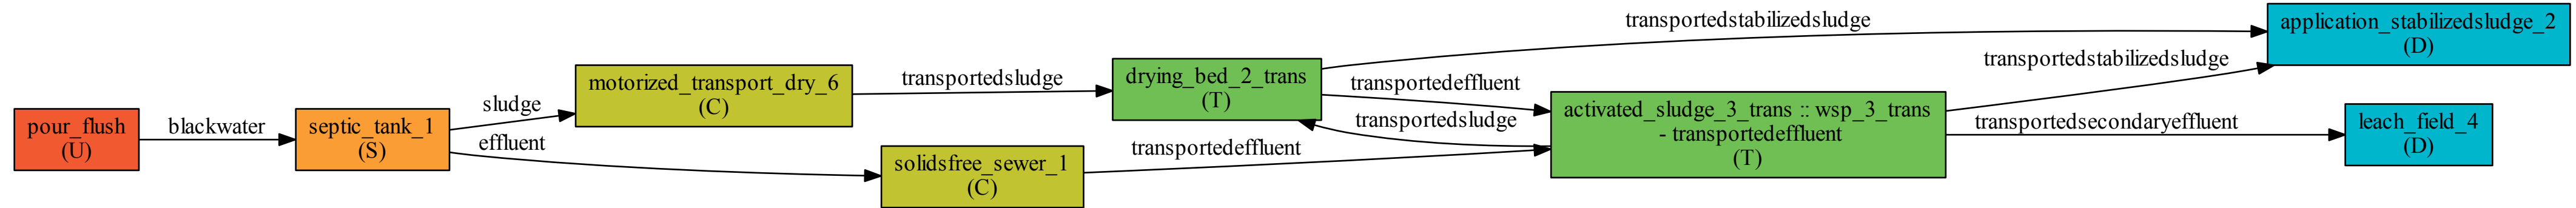 pour_flush
(U)
blackwater
septic_tank_1
(S)
sludge
effluent
motorized_transport_dry_6
(C)
solidsfree_sewer_1
(C)
transportedsludge
transportedeffluent
drying_bed_2_trans
(T)
transportedstabilizedsludge
transportedeffluent
transportedsludge
activated_sludge_3_trans :: wsp_3_trans
- transportedeffluent
(T)
transportedstabilizedsludge
transportedsecondaryeffluent
application_stabilizedsludge_2
(D)
leach_field_4
(D)